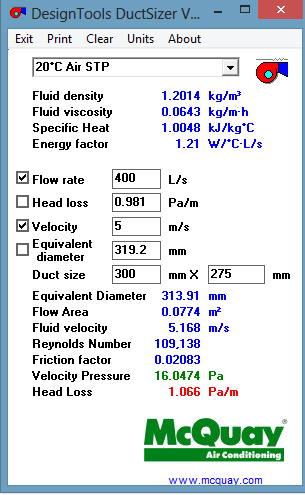 DesignTools DuctSizer V...
Exit Print Clear Units About
20*C Air STP
Fluid density 1.2014 kg/m³
Fluid viscosity 0.0643 kg/m·h
Specific Heat 1.0048 kJ/kg*C
Energy factor 1.21 W/*C·L/s
Flow rate 400 L/s
Head loss 0.981 Pa/m
Velocity 5 m/s
Equivalent diameter 319.2 mm
Duct size 300 mm X 275 mm
Equivalent Diameter 313.91 mm
Flow Area 0.0774 m²
Fluid velocity 5.168 m/s
Reynolds Number 109,138
Friction factor 0.02083
Velocity Pressure 16.0474 Pa
Head Loss 1.066 Pa/m
McQuay
Air Conditioning
www.mcquay.com